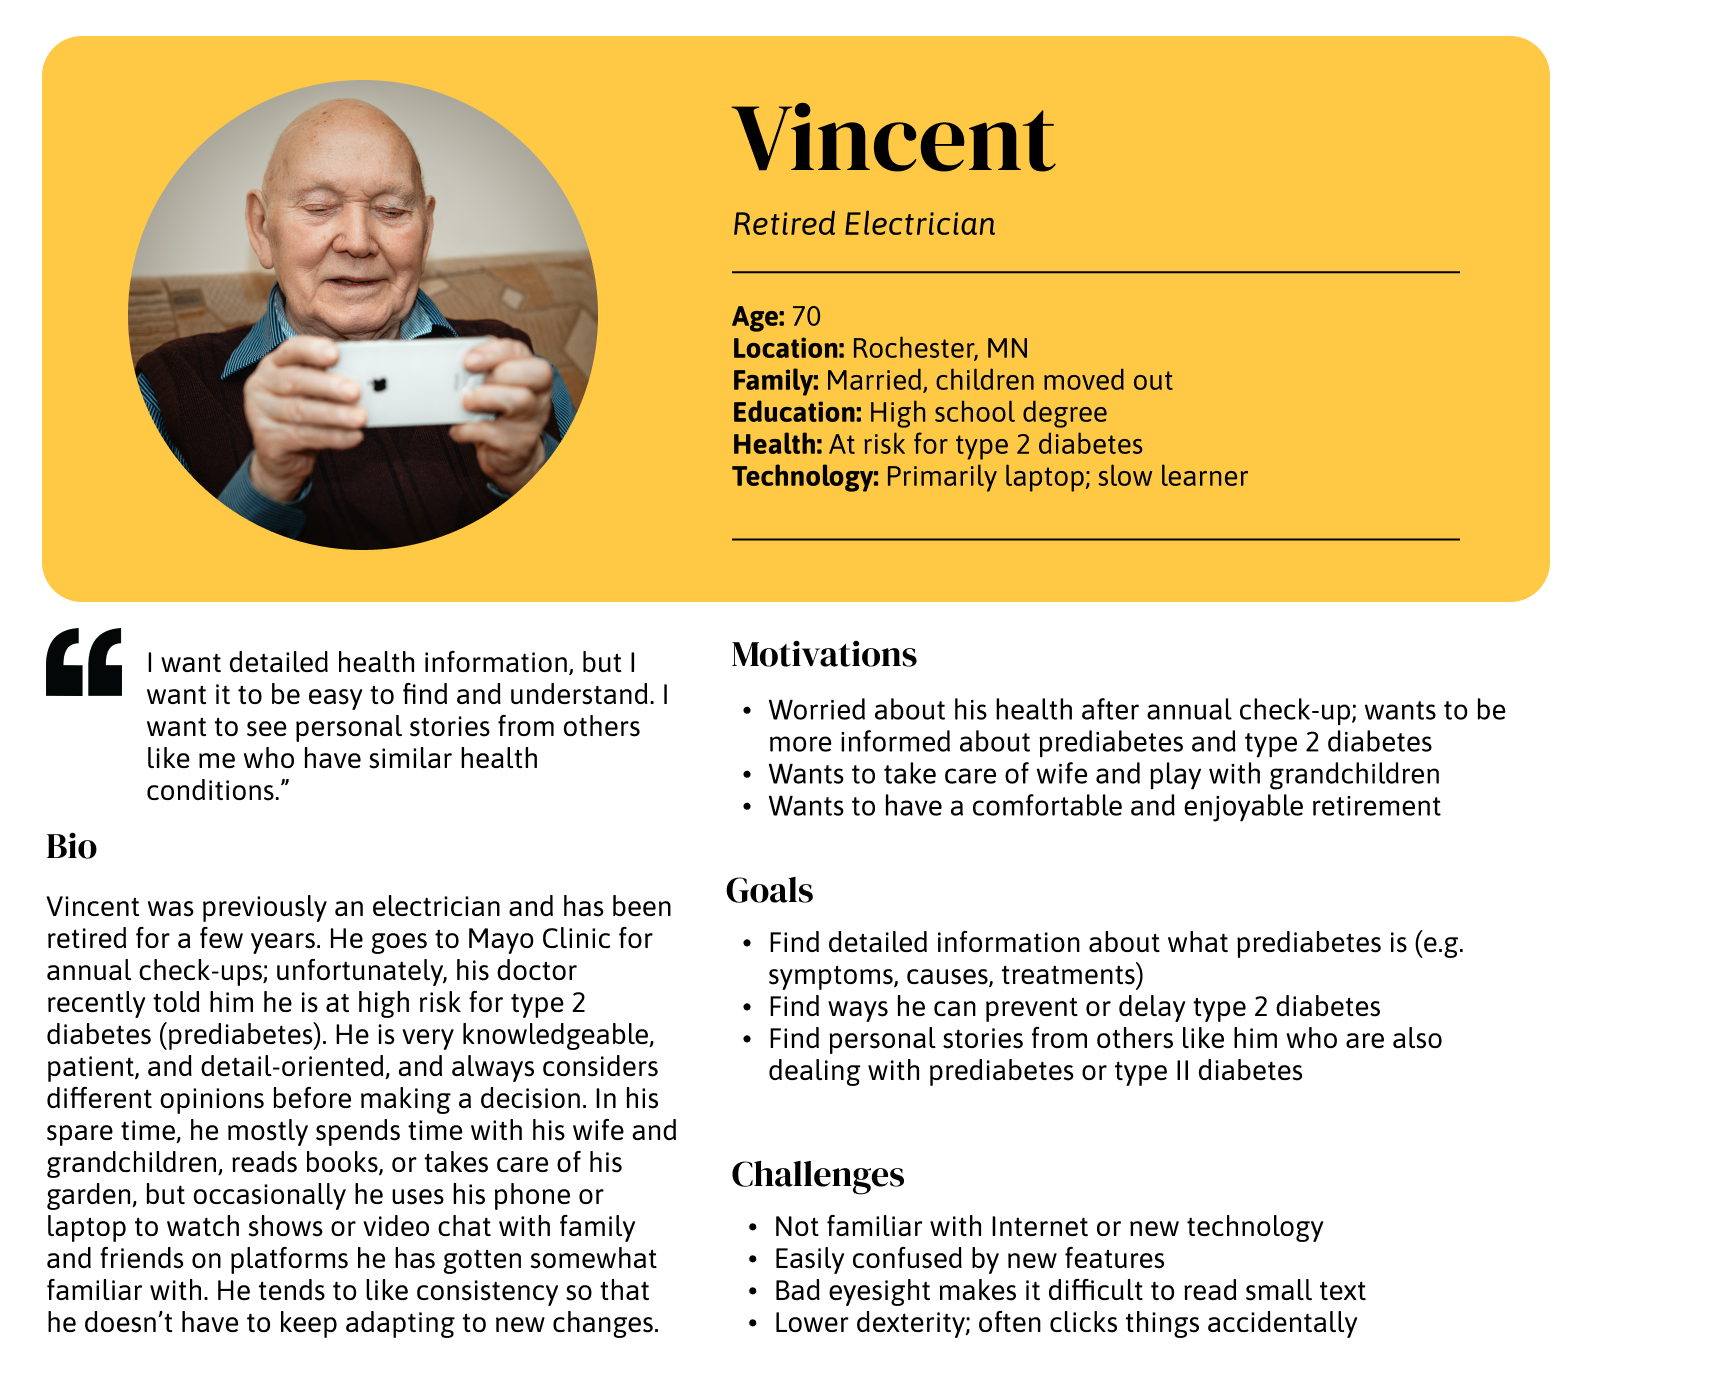 Vincent
Retired Electrician
Age: 70
Location: Rochester, MN
Family: Married, children moved out
Education: High school degree
Health: At risk for type 2 diabetes
Technology: Primarily laptop; slow learner
“ I want detailed health information, but I
want it to be easy to find and understand. I
want to see personal stories from others
like me who have similar health
conditions.”
Bio
Vincent was previously an electrician and has been
retired for a few years. He goes to Mayo Clinic for
annual check-ups; unfortunately, his doctor
recently told him he is at high risk for type 2
diabetes (prediabetes). He is very knowledgeable,
patient, and detail-oriented, and always considers
different opinions before making a decision. In his
spare time, he mostly spends time with his wife and
grandchildren, reads books, or takes care of his
garden, but occasionally he uses his phone or
laptop to watch shows or video chat with family
and friends on platforms he has gotten somewhat
familiar with. He tends to like consistency so that
he doesn’t have to keep adapting to new changes.
Motivations
• Worried about his health after annual check-up; wants to be
more informed about prediabetes and type 2 diabetes
• Wants to take care of wife and play with grandchildren
• Wants to have a comfortable and enjoyable retirement
Goals
• Find detailed information about what prediabetes is (e.g.
symptoms, causes, treatments)
• Find ways he can prevent or delay type 2 diabetes
• Find personal stories from others like him who are also
dealing with prediabetes or type II diabetes
Challenges
• Not familiar with Internet or new technology
• Easily confused by new features
• Bad eyesight makes it difficult to read small text
• Lower dexterity; often clicks things accidentally